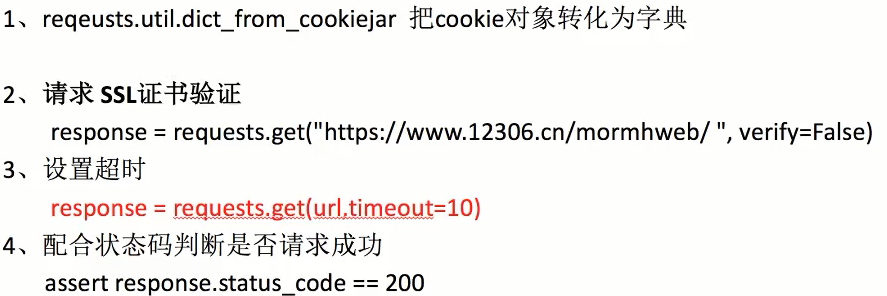 1、reqeusts.util.dict_from_cookiejar 把cookie对象转化为字典
2、请求 SSL证书验证
response = requests.get("https://www.12306.cn/mormhweb/ ", verify=False)
3、设置超时
response = requests.get(url,timeout=10)
4、配合状态码判断是否请求成功
assert response.status_code == 200